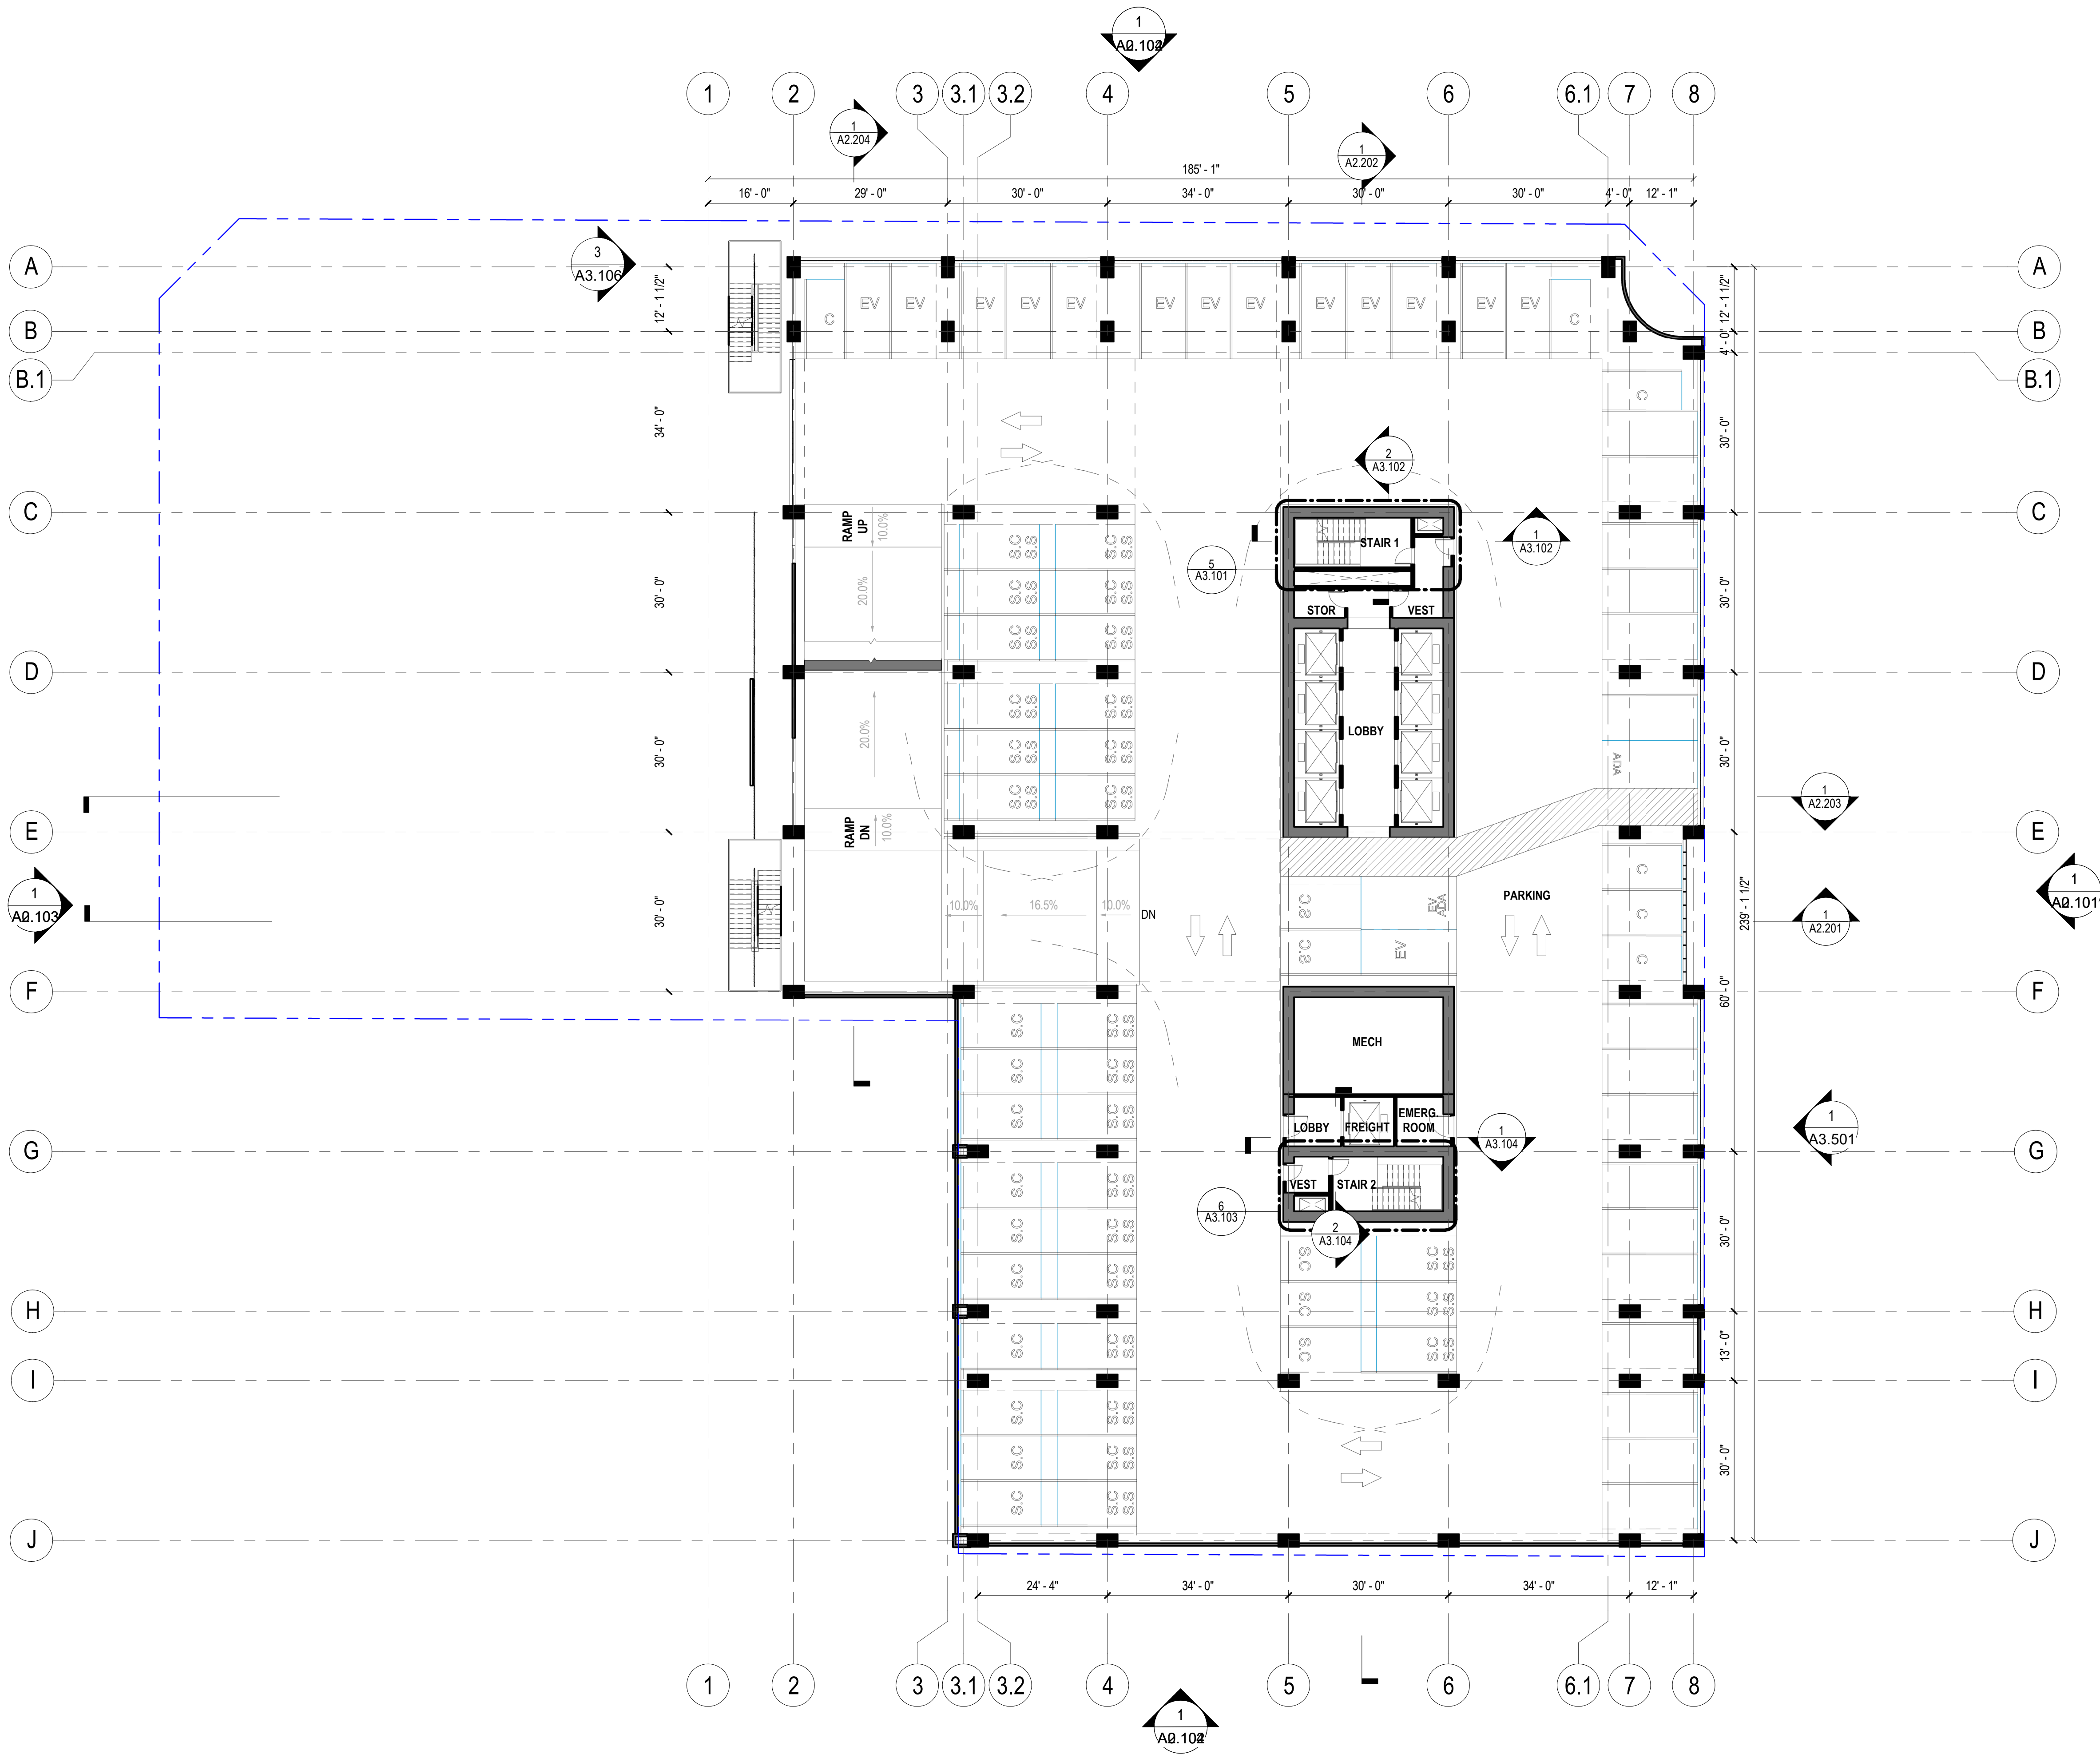 1
A0.102
1 2 3 3.1 3.2 4 5 6 6.1 7 8
1
A2.204
1
A2.202
185' - 1"
16' - 0" 29' - 0" 30' - 0" 34' - 0" 30' - 0" 30' - 0" 4' - 0" 12' - 1"
3
A3.106
A A
12' - 1 1/2" 12' - 1 1/2"
C EV EV EV EV EV EV EV EV EV EV EV EV EV C
B B
4' - 0"
B.1 B.1
C
34' - 0" 30' - 0"
2
A3.102
C C
RAMP
UP
10.0%
1
A3.102
STAIR 1
5
A3.101
S.C S.S S.C S.S
S.C S.S S.C S.S
S.C S.S S.C S.S
20.0%
30' - 0" 30' - 0"
STOR VEST
D D
S.C S.S S.C S.S
S.C S.S S.C S.S
S.C S.S S.C S.S
20.0%
LOBBY
30' - 0" 30' - 0"
ADA
1
A2.203
E E
RAMP
DN
10.0%
C
S.C EV ADA
PARKING
1
A0.103
1
A0.101
10.0% 16.5% 10.0% DN
30' - 0"
239' - 1 1/2"
C
1
A2.201
S.C EV
C
F F
60' - 0"
S.C S.C S.S
MECH
S.C S.C S.S
S.C S.C S.S
LOBBY FREIGHT
EMERG.
ROOM
1
A3.104
1
A3.501
G G
S.C S.C S.S
VEST STAIR 2
6
A3.103
2
A3.104
S.C S.C S.S
30' - 0"
S.C S.C S.S
S.C S.C S.S
S.C S.C S.S
H H
S.C S.C S.S
S.C S.C S.S
13' - 0"
I I
S.C S.C S.S
S.C S.C S.S
30' - 0"
S.C S.C S.S
J J
24' - 4" 34' - 0" 30' - 0" 34' - 0" 12' - 1"
1 2 3 3.1 3.2 4 5 6 6.1 7 8
1